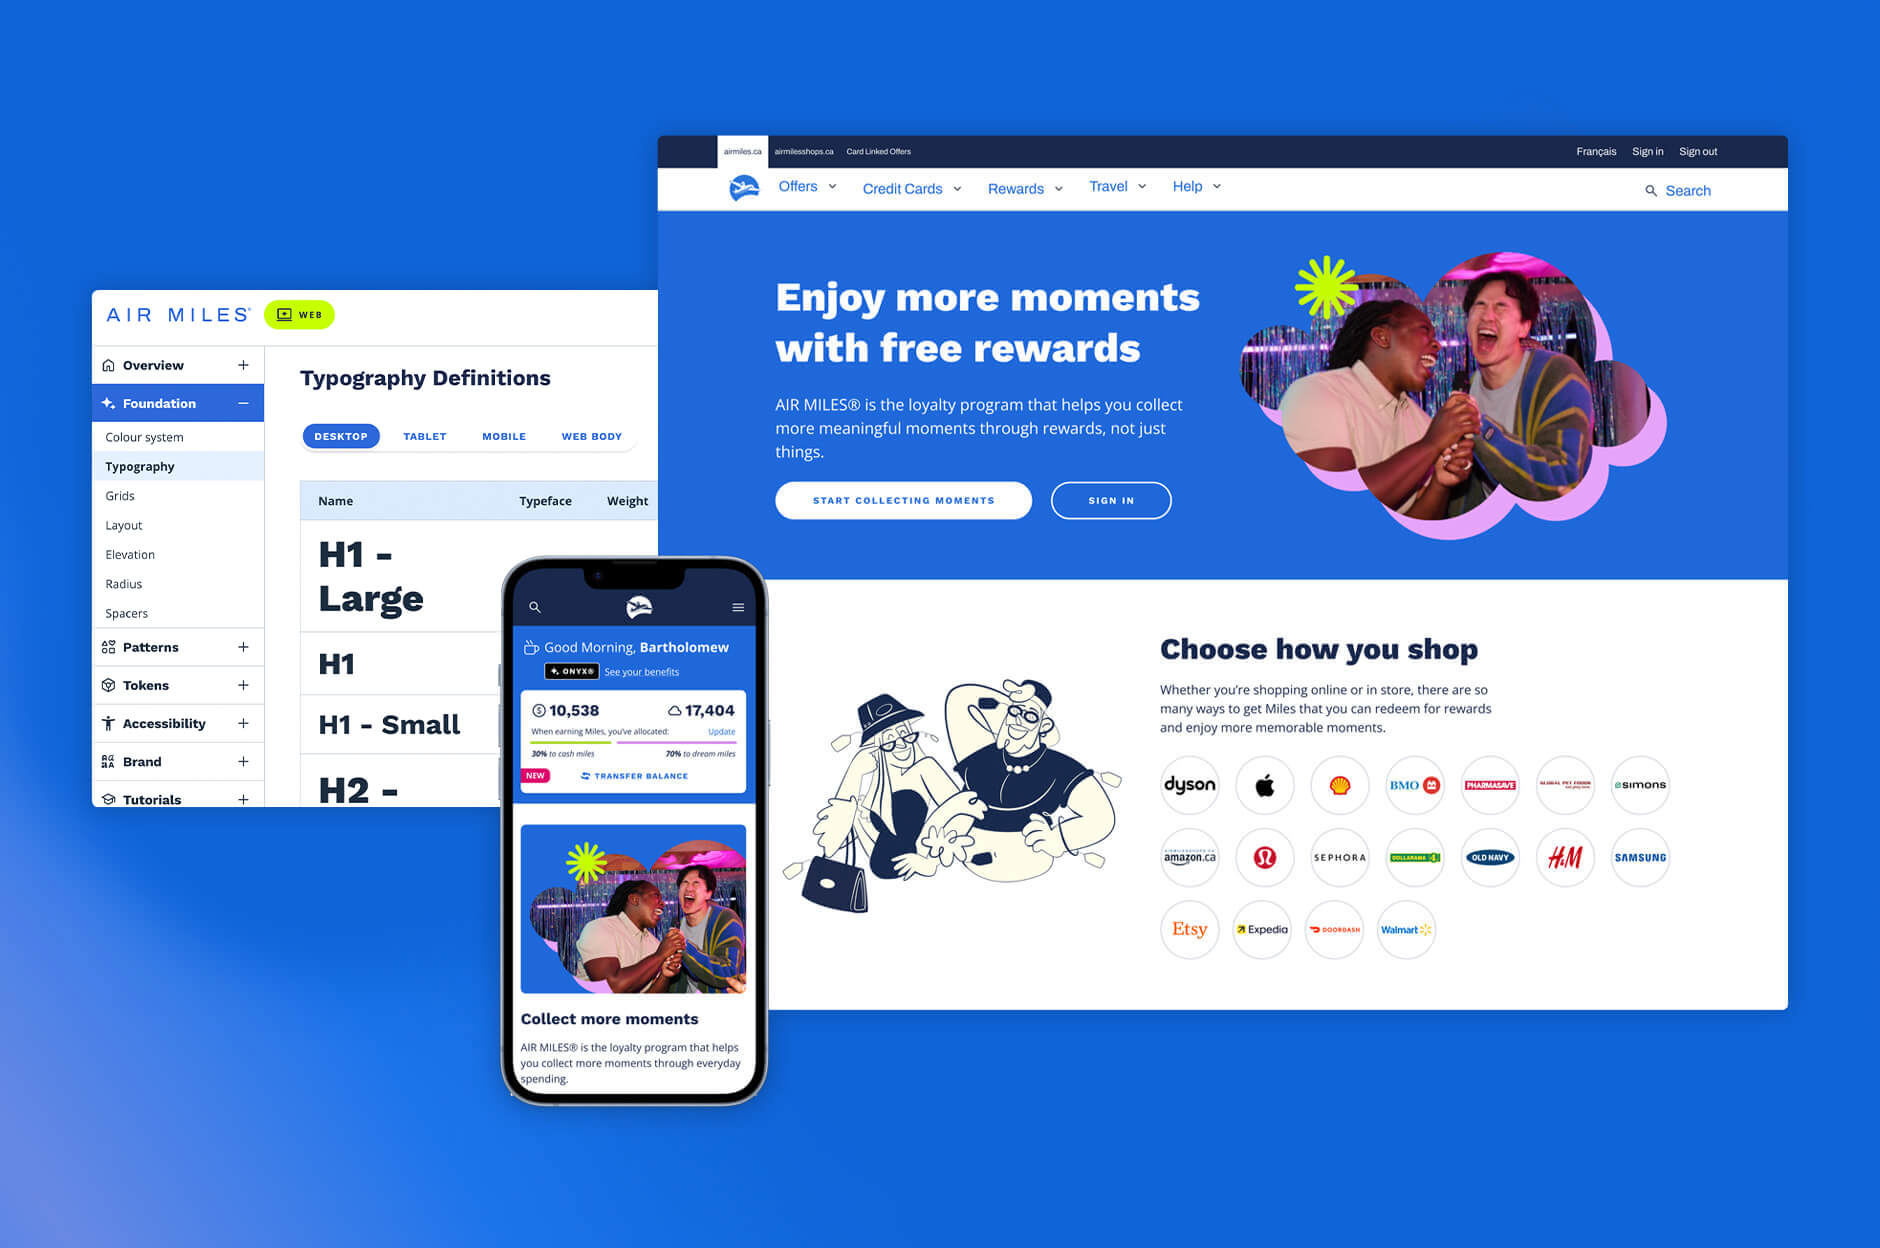 airmiles.ca airmilesshops.ca Card Linked Offers Français Sign in Sign out
Offers Credit Cards Rewards Travel Help Search
Enjoy more moments
with free rewards
AIR MILES® is the loyalty program that helps you collect
more meaningful moments through rewards, not just
things.
START COLLECTING MOMENTS SIGN IN
Choose how you shop
Whether you're shopping online or in store, there are so
many ways to get Miles that you can redeem for rewards
and enjoy more memorable moments.
dyson BMO PHARMASAVE GLOBAL PET FOODS simons
AIRMILESSHOPS.CA
amazon.ca SEPHORA DOLLARAMA OLD NAVY H&M SAMSUNG
Etsy Expedia DOORDASH Walmart
AIR MILES® WEB
Overview
Foundation
Colour system
Typography
Grids
Layout
Elevation
Radius
Spacers
Patterns
Tokens
Accessibility
Brand
Tutorials
Typography Definitions
DESKTOP TABLET MOBILE WEB BODY
Name Typeface Weight
H1 -
Large
H1
H1 - Small
H2 -
Good Morning, Bartholomew
ONYX® See your benefits
10,538 17,404
When earning Miles, you've allocated: Update
30% to cash miles 70% to dream miles
NEW TRANSFER BALANCE
Collect more moments
AIR MILES® is the loyalty program that helps
you collect more moments through everyday
spending.